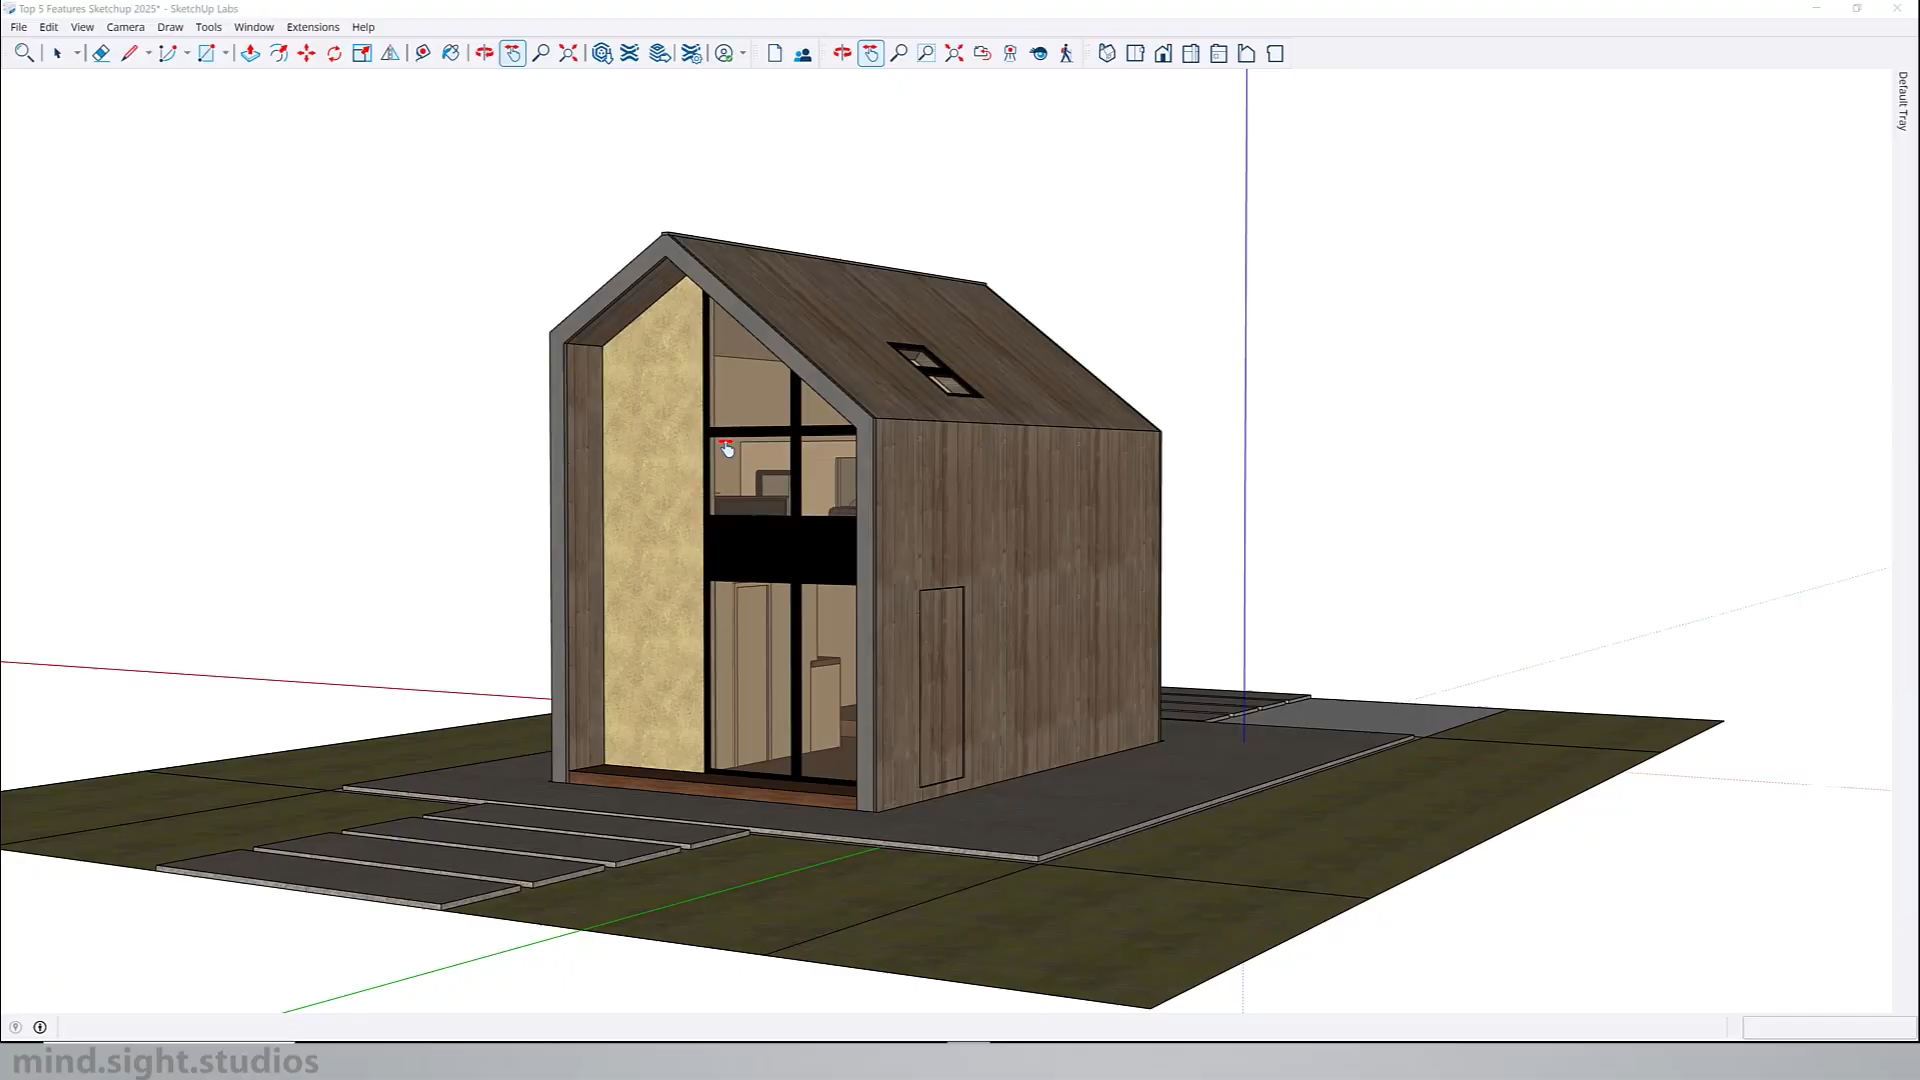 Top 5 Features Sketchup 2025* - SketchUp Labs
File Edit View Camera Draw Tools Window Extensions Help
Default Tray
mind.sight.studios